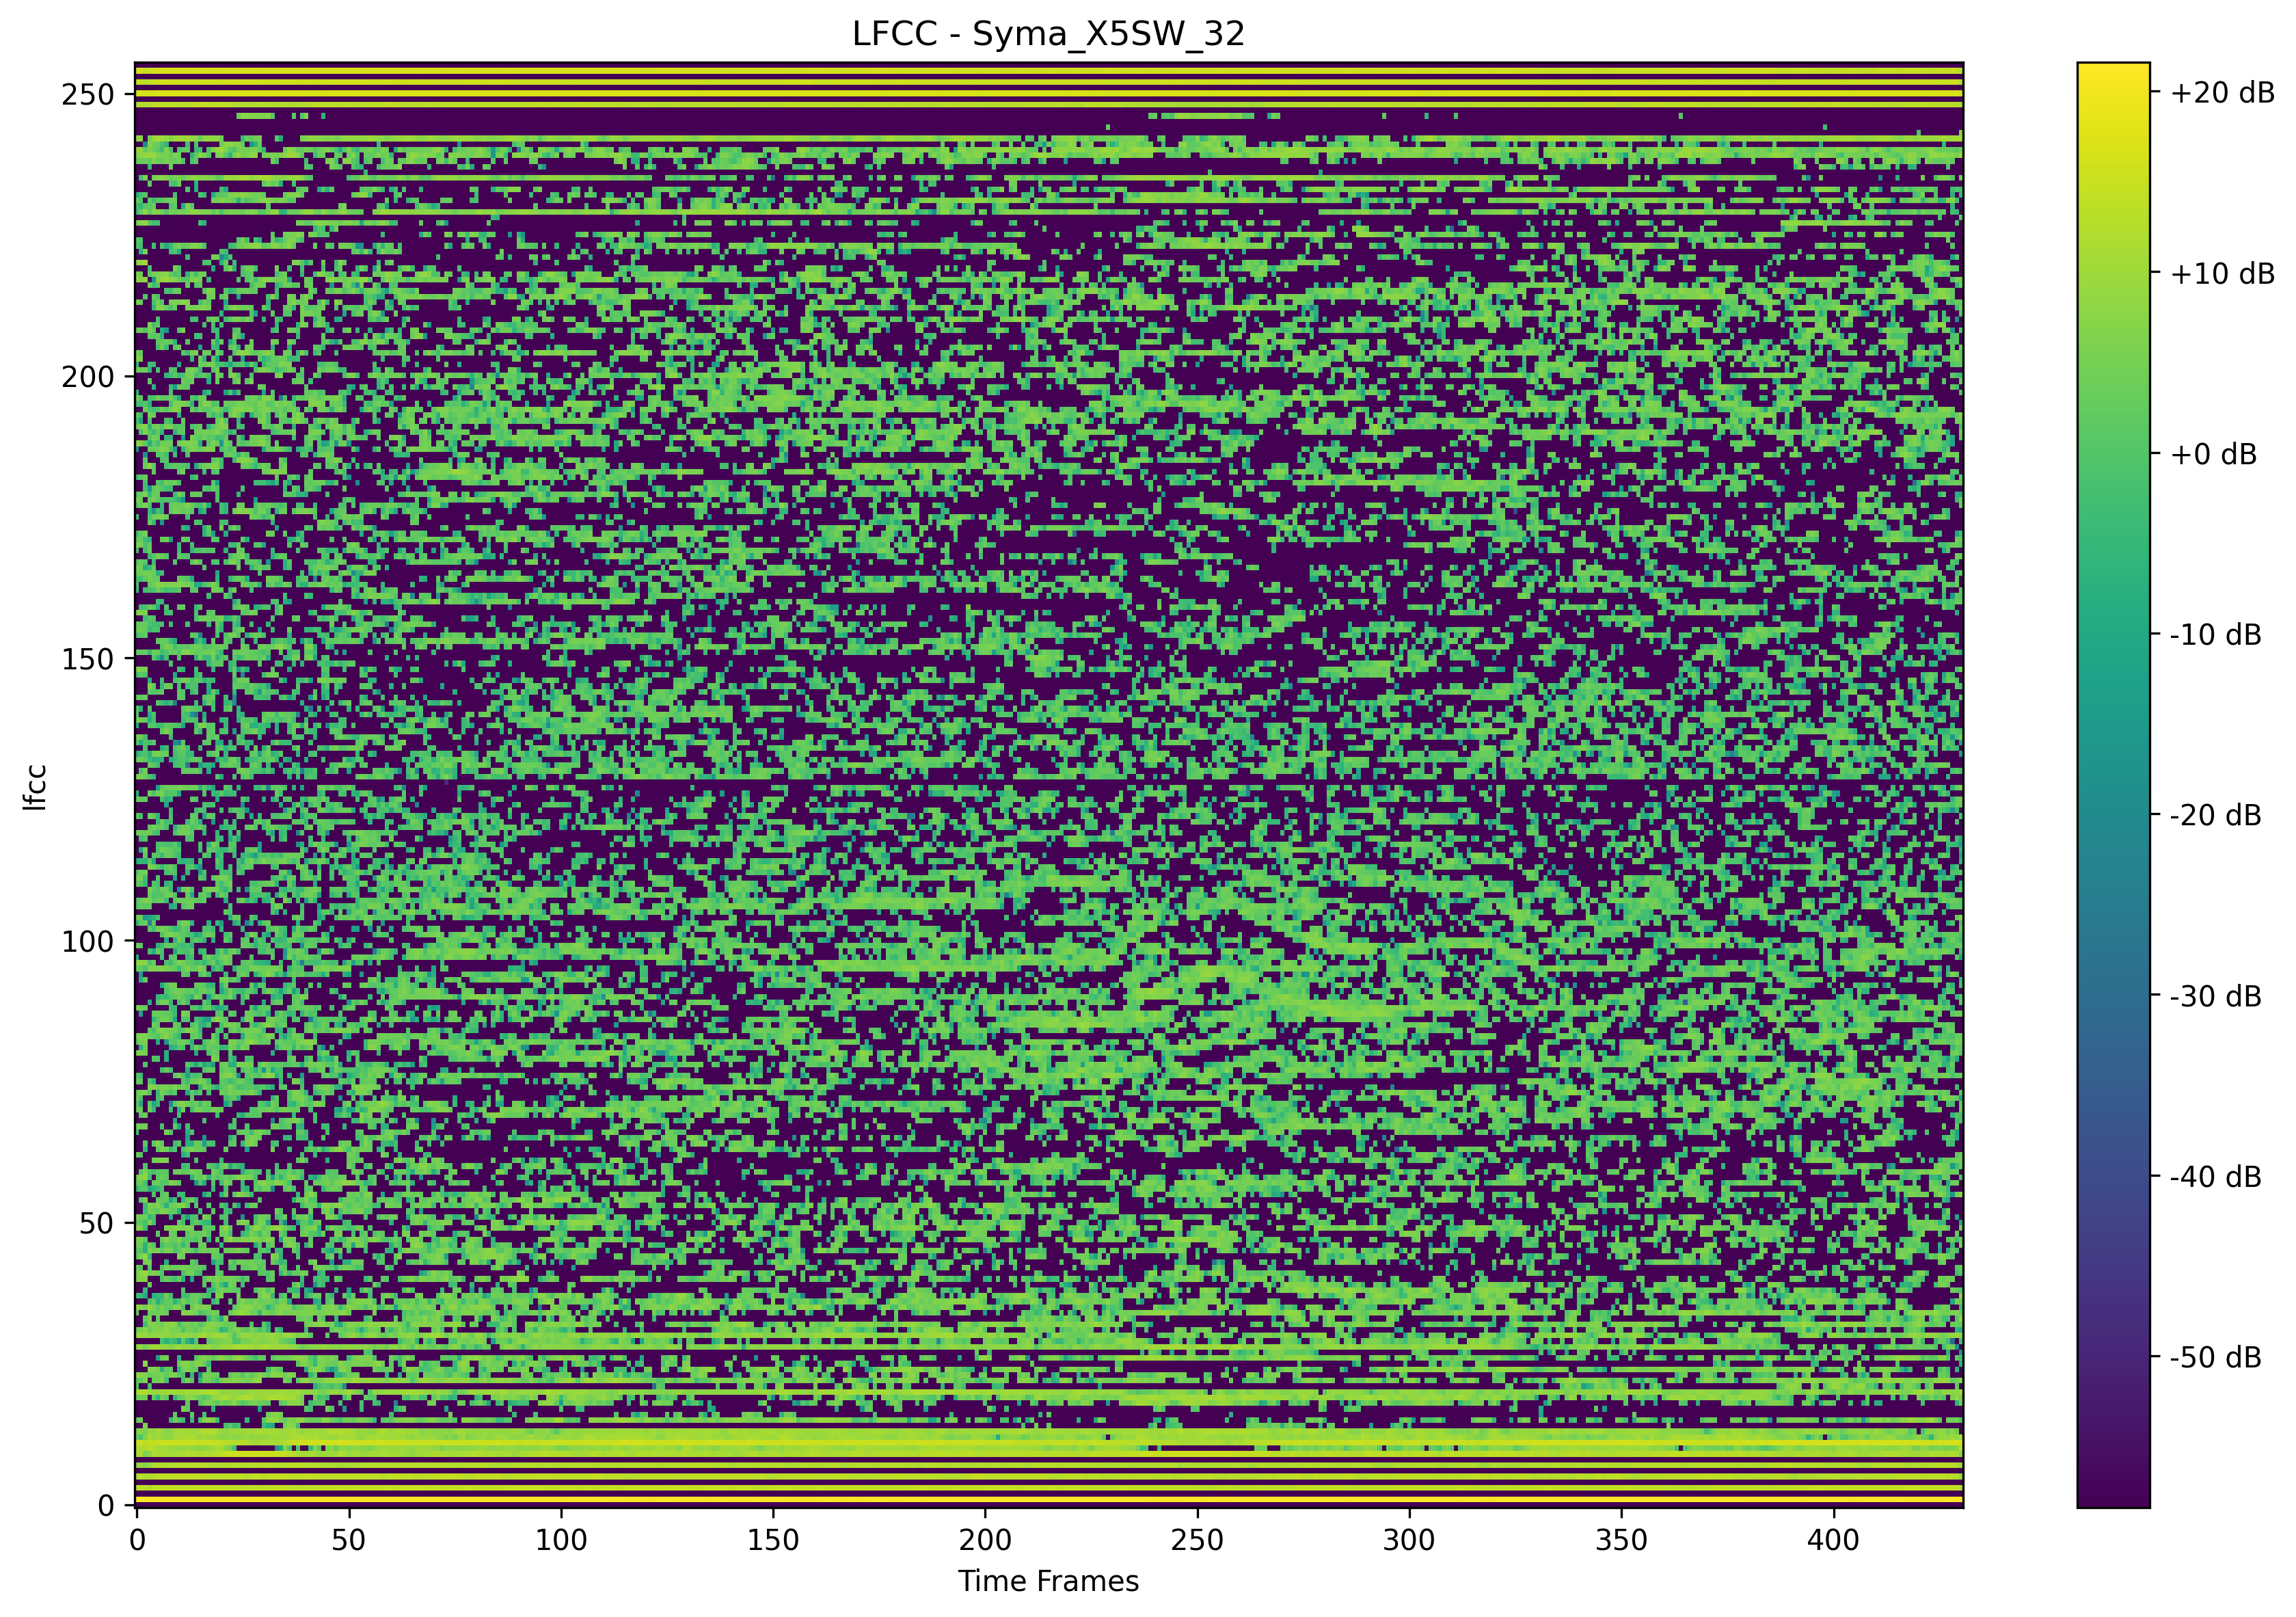 LFCC - Syma_X5SW_32
250
200
150
100
50
0
lfcc
0 50 100 150 200 250 300 350 400
Time Frames
+20 dB
+10 dB
+0 dB
-10 dB
-20 dB
-30 dB
-40 dB
-50 dB